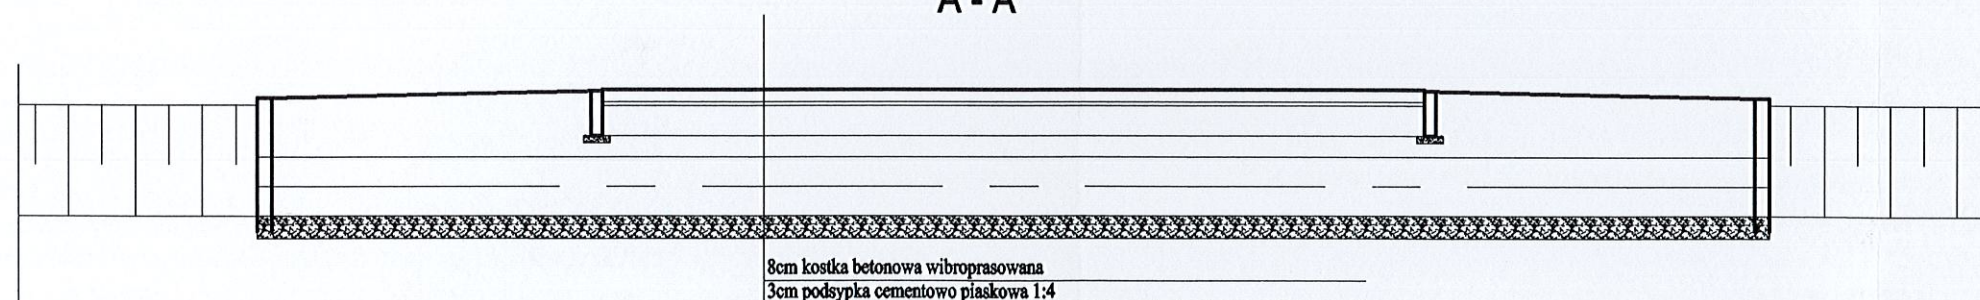 A - A
8cm kostka betonowa wibroprasowana
3cm podsypka cementowo piaskowa 1:4